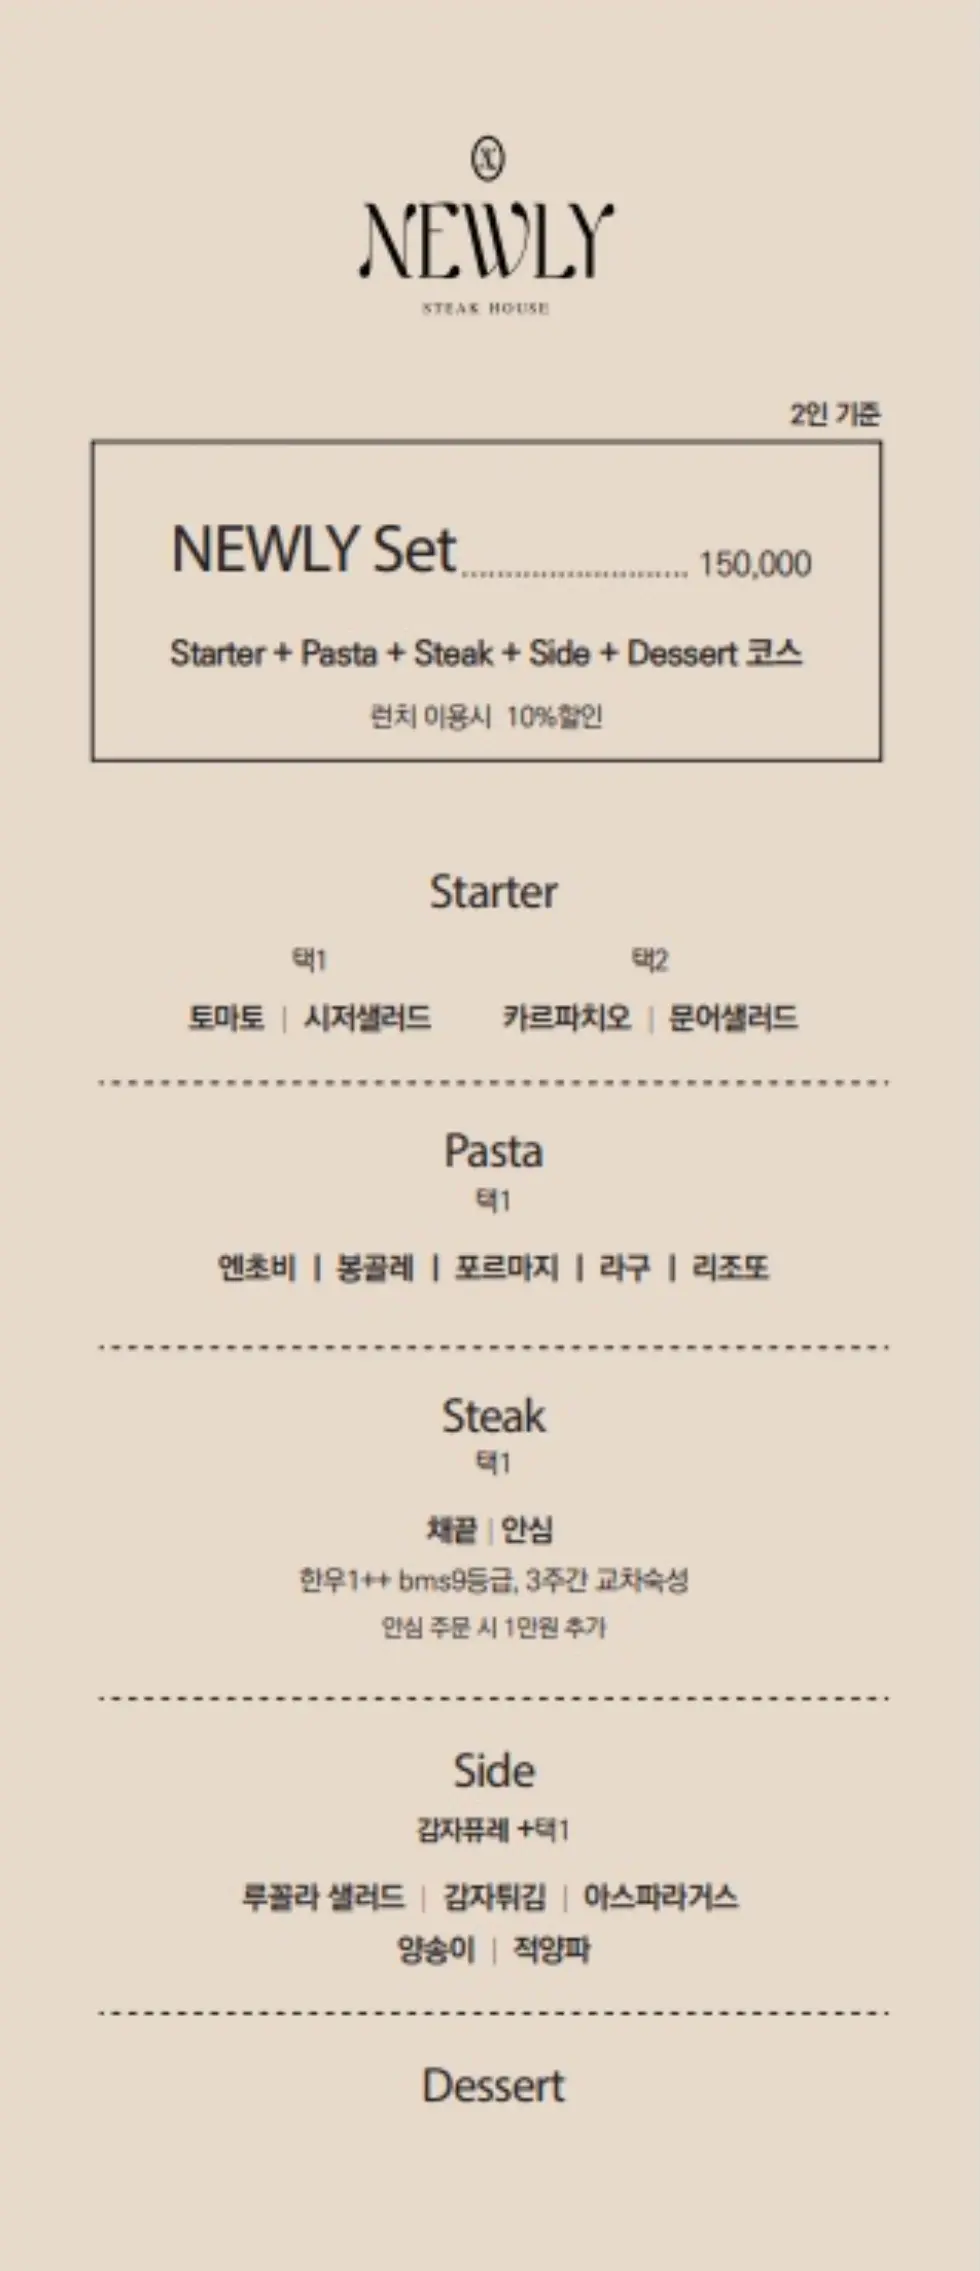 NEWLY
STEAK HOUSE
2인 기준
NEWLY Set........................ 150,000
Starter + Pasta + Steak + Side + Dessert 코스
런치 이용시 10%할인
Starter
택1 택2
토마토 | 시저샐러드 카르파치오 | 문어샐러드
Pasta
택1
엔초비 | 봉골레 | 포르마지 | 라구 | 리조또
Steak
택1
채끝 | 안심
한우1++ bms9등급, 3주간 교차숙성
안심 주문 시 1만원 추가
Side
감자퓨레 +택1
루꼴라 샐러드 | 감자튀김 | 아스파라거스
양송이 | 적양파
Dessert